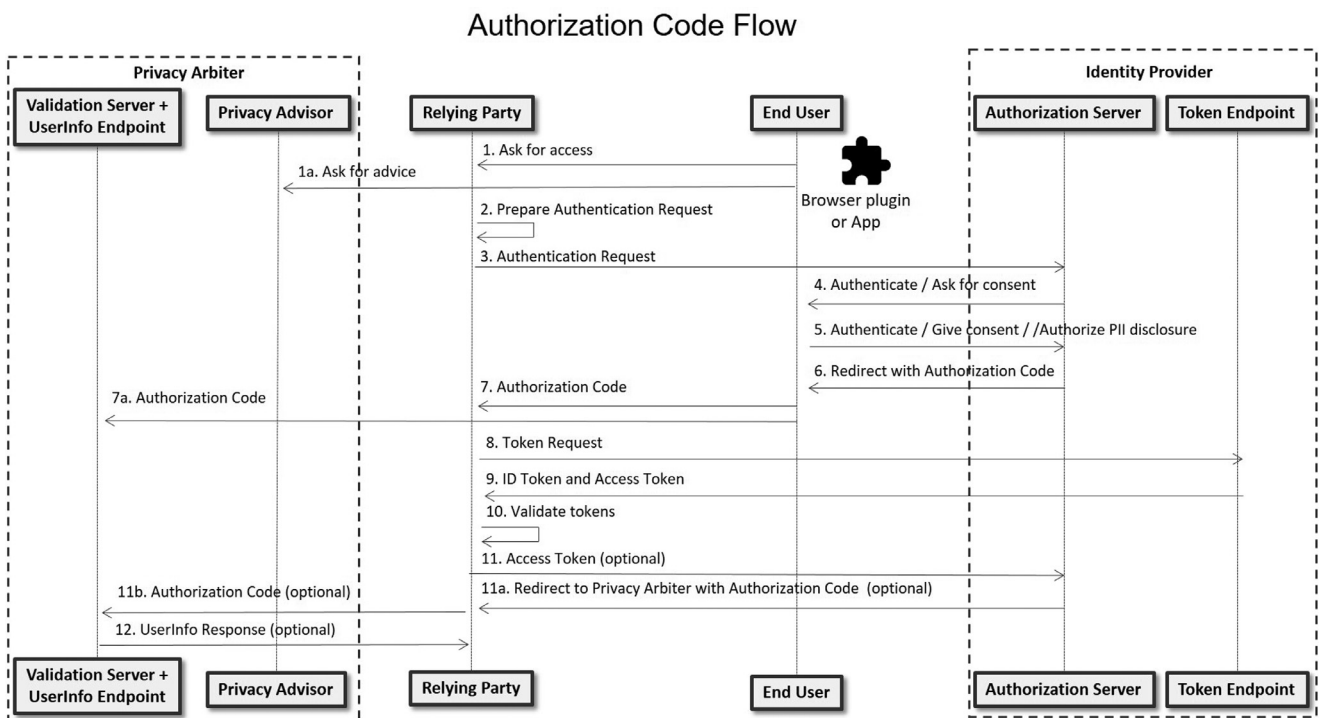 Authorization Code Flow
Privacy Arbiter
Identity Provider
Validation Server +
UserInfo Endpoint
Privacy Advisor
Relying Party
End User
Authorization Server
Token Endpoint
1. Ask for access
1a. Ask for advice
Browser plugin
or App
2. Prepare Authentication Request
3. Authentication Request
4. Authenticate / Ask for consent
5. Authenticate / Give consent / /Authorize PII disclosure
6. Redirect with Authorization Code
7. Authorization Code
7a. Authorization Code
8. Token Request
9. ID Token and Access Token
10. Validate tokens
11. Access Token (optional)
11a. Redirect to Privacy Arbiter with Authorization Code (optional)
11b. Authorization Code (optional)
12. UserInfo Response (optional)
Validation Server +
UserInfo Endpoint
Privacy Advisor
Relying Party
End User
Authorization Server
Token Endpoint